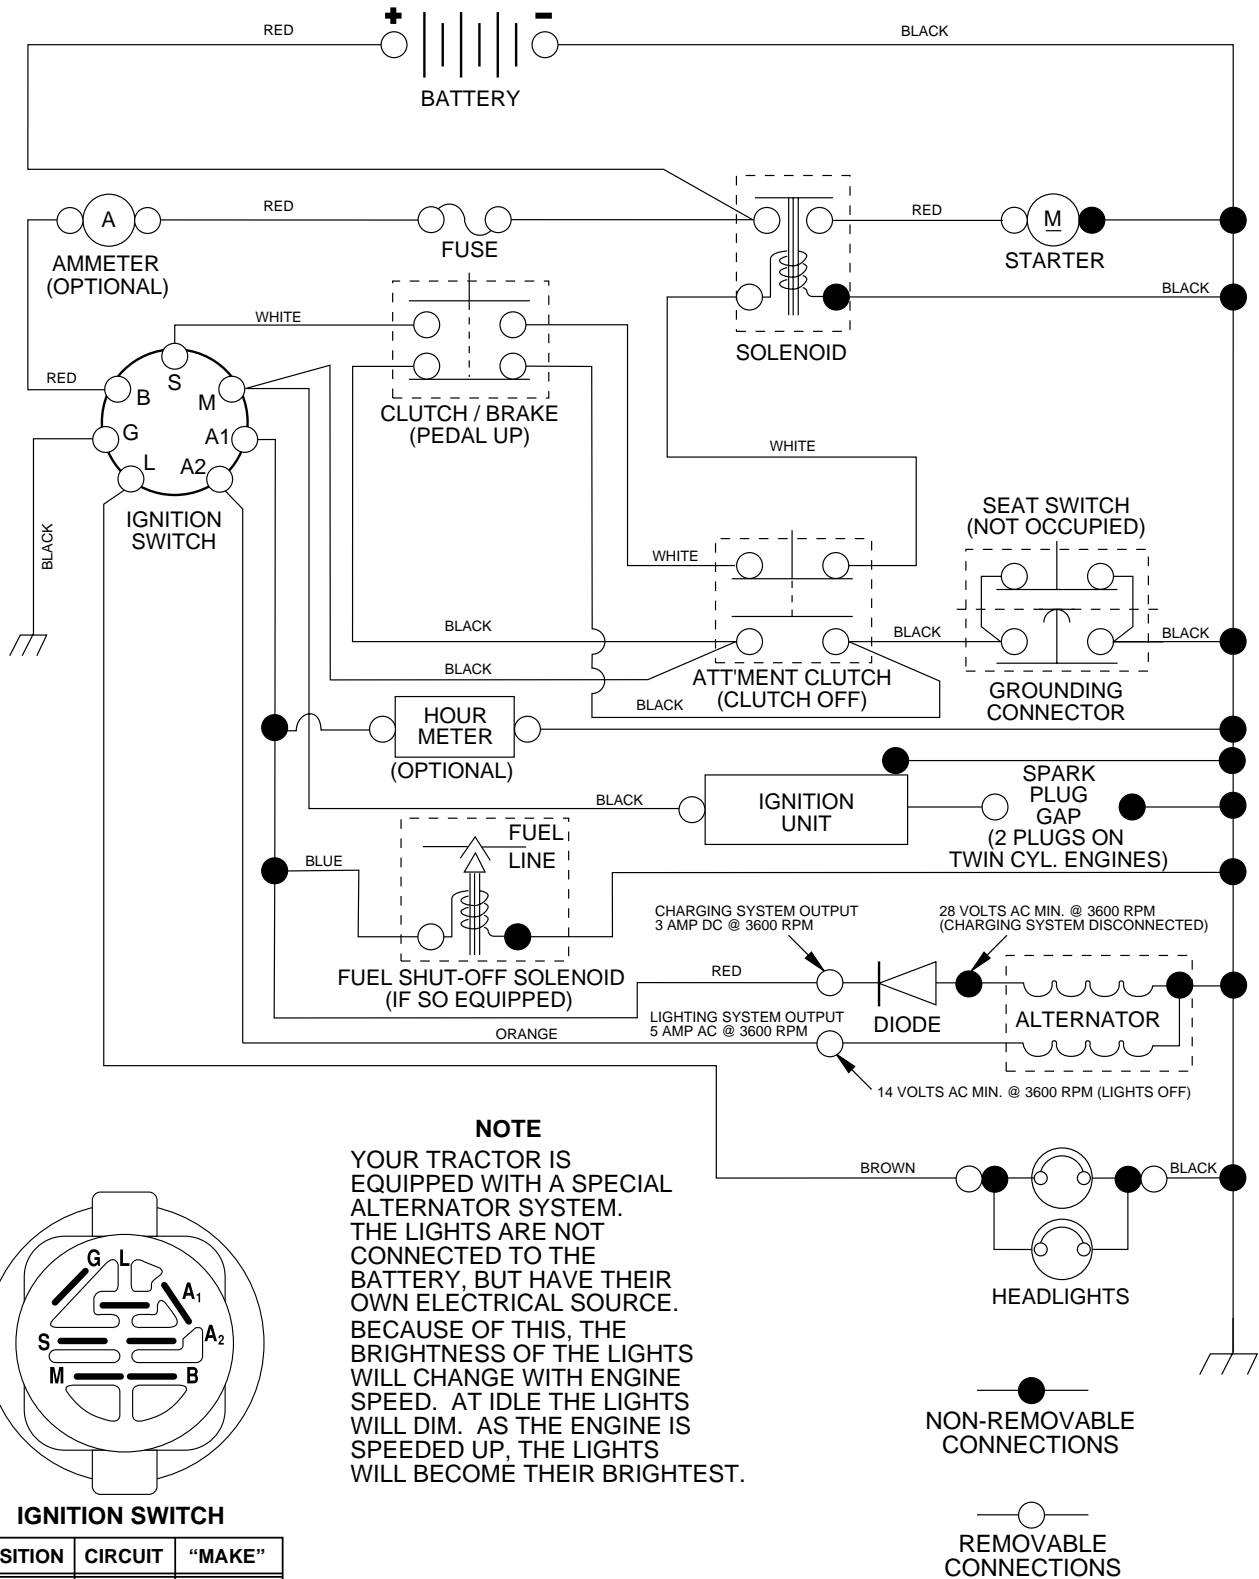 RED
+
–
BLACK
BATTERY
RED
A
AMMETER
(OPTIONAL)
FUSE
RED
M
STARTER
BLACK
SOLENOID
WHITE
RED
S
B
M
G
A1
L
A2
IGNITION
SWITCH
BLACK
CLUTCH / BRAKE
(PEDAL UP)
WHITE
SEAT SWITCH
(NOT OCCUPIED)
WHITE
BLACK
BLACK
BLACK
BLACK
ATT'MENT CLUTCH
(CLUTCH OFF)
BLACK
GROUNDING
CONNECTOR
HOUR
METER
(OPTIONAL)
BLACK
IGNITION
UNIT
SPARK
PLUG
GAP
(2 PLUGS ON
TWIN CYL. ENGINES)
BLUE
FUEL
LINE
FUEL SHUT-OFF SOLENOID
(IF SO EQUIPPED)
CHARGING SYSTEM OUTPUT
3 AMP DC @ 3600 RPM
28 VOLTS AC MIN. @ 3600 RPM
(CHARGING SYSTEM DISCONNECTED)
RED
DIODE
ALTERNATOR
LIGHTING SYSTEM OUTPUT
5 AMP AC @ 3600 RPM
ORANGE
14 VOLTS AC MIN. @ 3600 RPM (LIGHTS OFF)
NOTE
YOUR TRACTOR IS
EQUIPPED WITH A SPECIAL
ALTERNATOR SYSTEM.
THE LIGHTS ARE NOT
CONNECTED TO THE
BATTERY, BUT HAVE THEIR
OWN ELECTRICAL SOURCE.
BECAUSE OF THIS, THE
BRIGHTNESS OF THE LIGHTS
WILL CHANGE WITH ENGINE
SPEED. AT IDLE THE LIGHTS
WILL DIM. AS THE ENGINE IS
SPEEDED UP, THE LIGHTS
WILL BECOME THEIR BRIGHTEST.
BROWN
BLACK
HEADLIGHTS
G L
A1
A2
S
M
B
IGNITION SWITCH
SITION CIRCUIT “MAKE”
NON-REMOVABLE
CONNECTIONS
REMOVABLE
CONNECTIONS